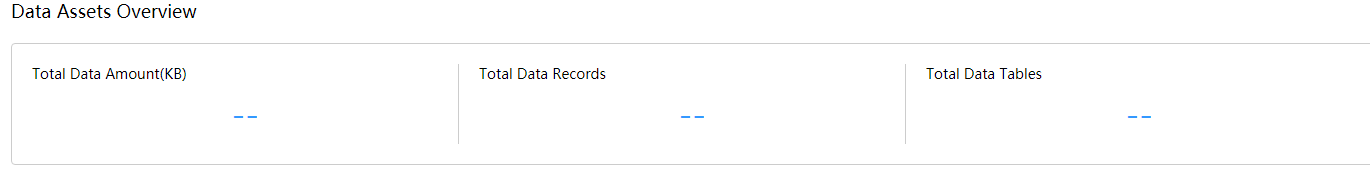 Data Assets Overview
Total Data Amount(KB)
--
Total Data Records
--
Total Data Tables
--